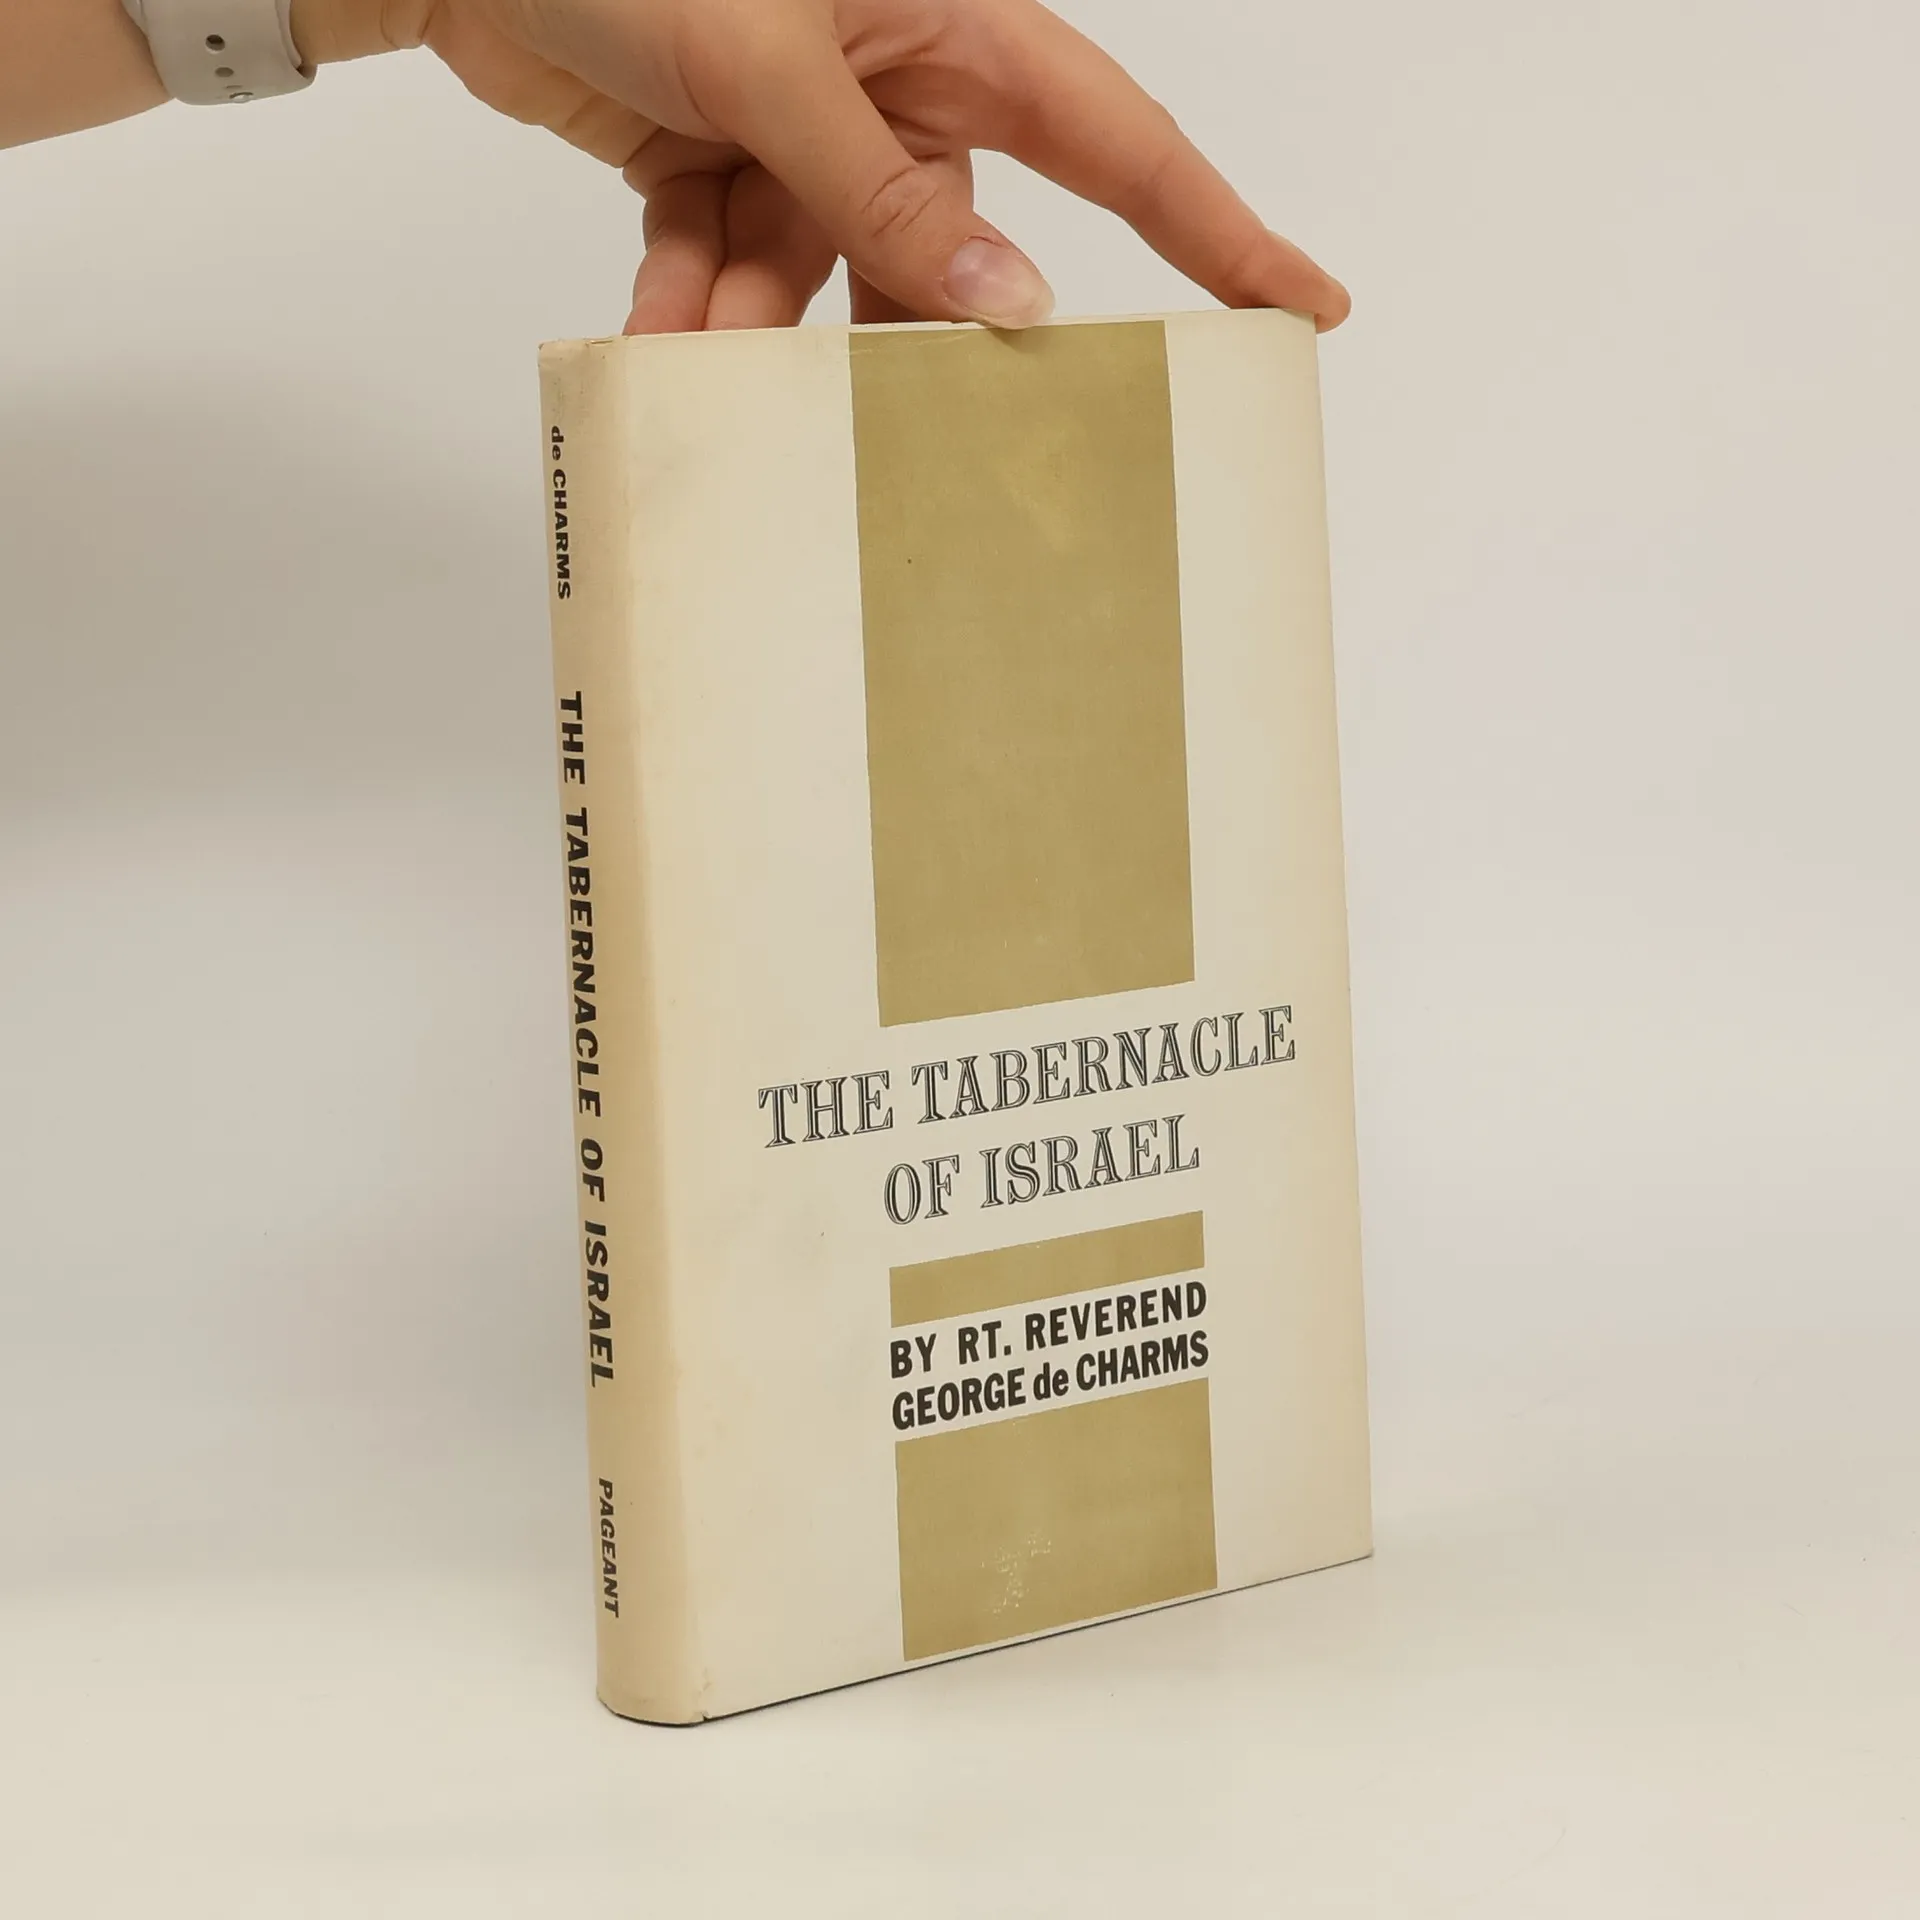 de CHARMS
THE TABERNACLE OF ISRAEL
PAGEANT
THE TABERNACLE
OF ISRAEL
BY RT. REVEREND
GEORGE de CHARMS